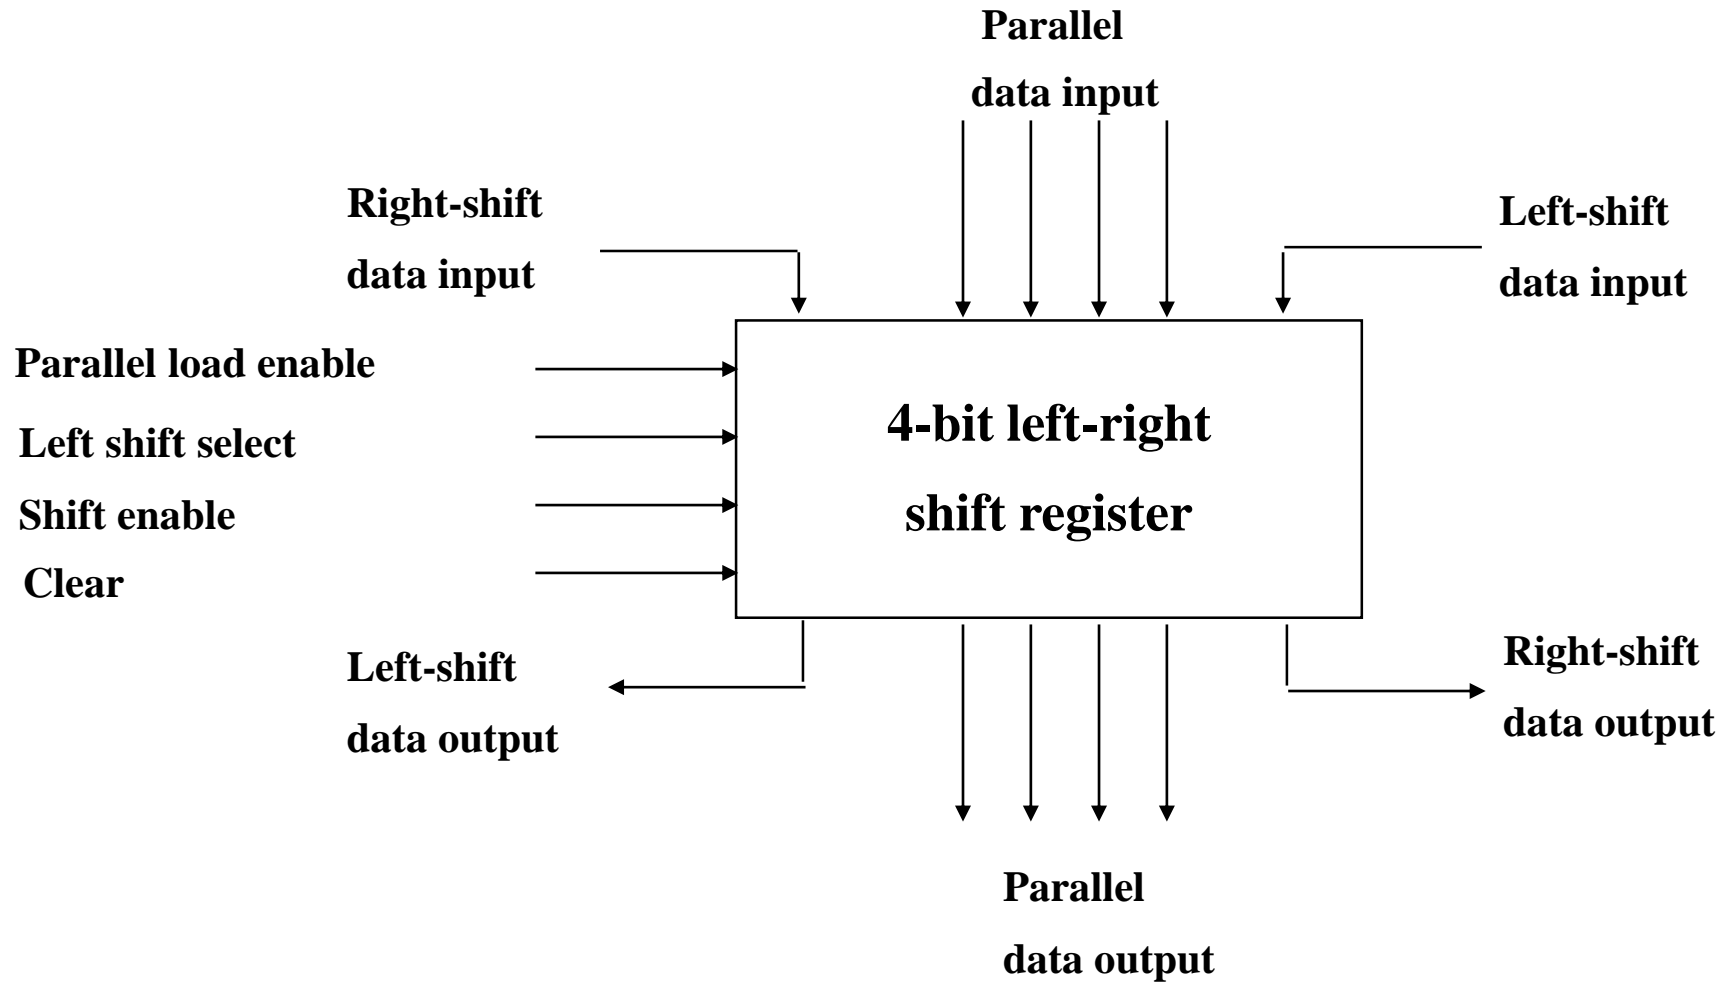 Parallel
data input
Right-shift
data input
Left-shift
data input
Parallel load enable
Left shift select
Shift enable
Clear
4-bit left-right
shift register
Left-shift
data output
Right-shift
data output
Parallel
data output